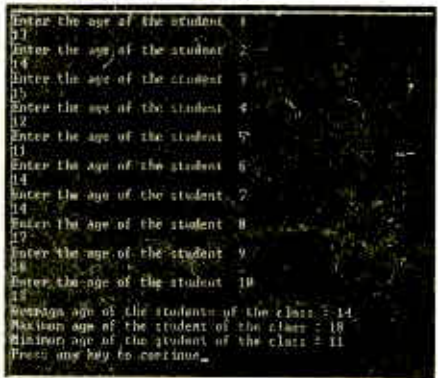 Enter the age of the student 1
13
Enter the age of the student 2
14
Enter the age of the student 3
15
Enter the age of the student 4
12
Enter the age of the student 5
11
Enter the age of the student 6
14
Enter the age of the student 7
14
Enter the age of the student 8
17
Enter the age of the student 9
Enter the age of the student 10
Average age of the students of the class = 14
Maximum age of the student of the class = 18
Minimum age of the student of the class = 11
Press any key to continue_